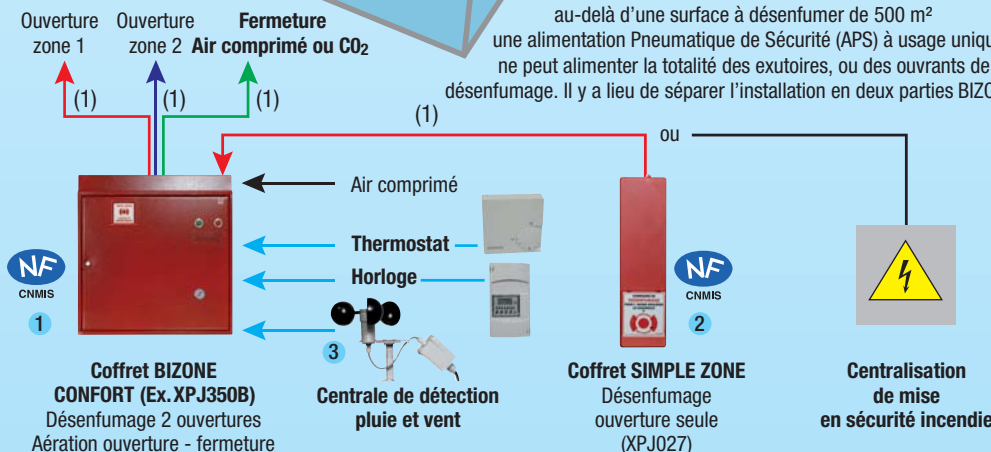 au-delà d’une surface à désenfumer de 500 m²
une alimentation Pneumatique de Sécurité (APS) à usage uniqu
ne peut alimenter la totalité des exutoires, ou des ouvrants de
désenfumage. Il y a lieu de séparer l’installation en deux parties BIZO
Ouverture
zone 1
Ouverture
zone 2
Fermeture
Air comprimé ou CO₂
(1)
(1)
(1)
(1)
ou
Air comprimé
Thermostat
Horloge
NF
CNMIS
1
3
NF
CNMIS
2
Coffret BIZONE
CONFORT (Ex. XPJ350B)
Désenfumage 2 ouvertures
Aération ouverture - fermeture
Centrale de détection
pluie et vent
Coffret SIMPLE ZONE
Désenfumage
ouverture seule
(XPJ027)
Centralisation
de mise
en sécurité incendie